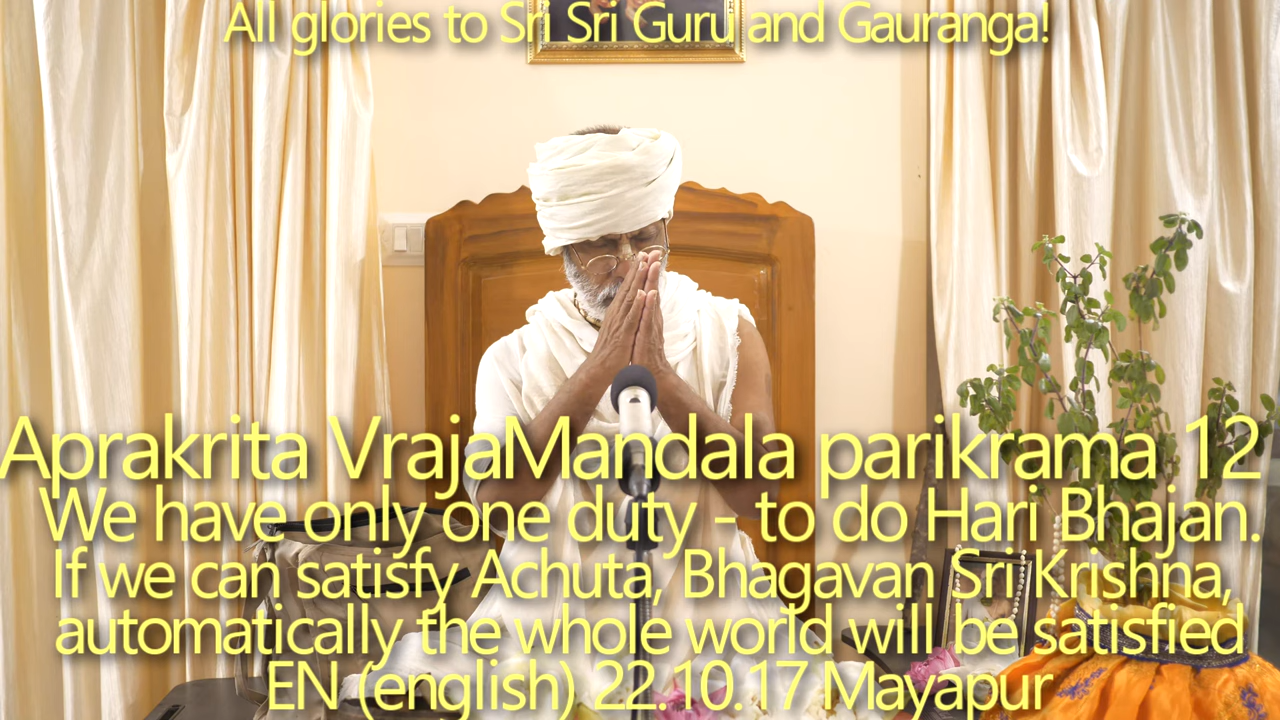 All glories to Sri Sri Guru and Gauranga!
Aprakrita VrajaMandala parikrama 12
We have only one duty - to do Hari Bhajan.
If we can satisfy Achuta, Bhagavan Sri Krishna,
automatically the whole world will be satisfied
EN (english) 22.10.17 Mayapur